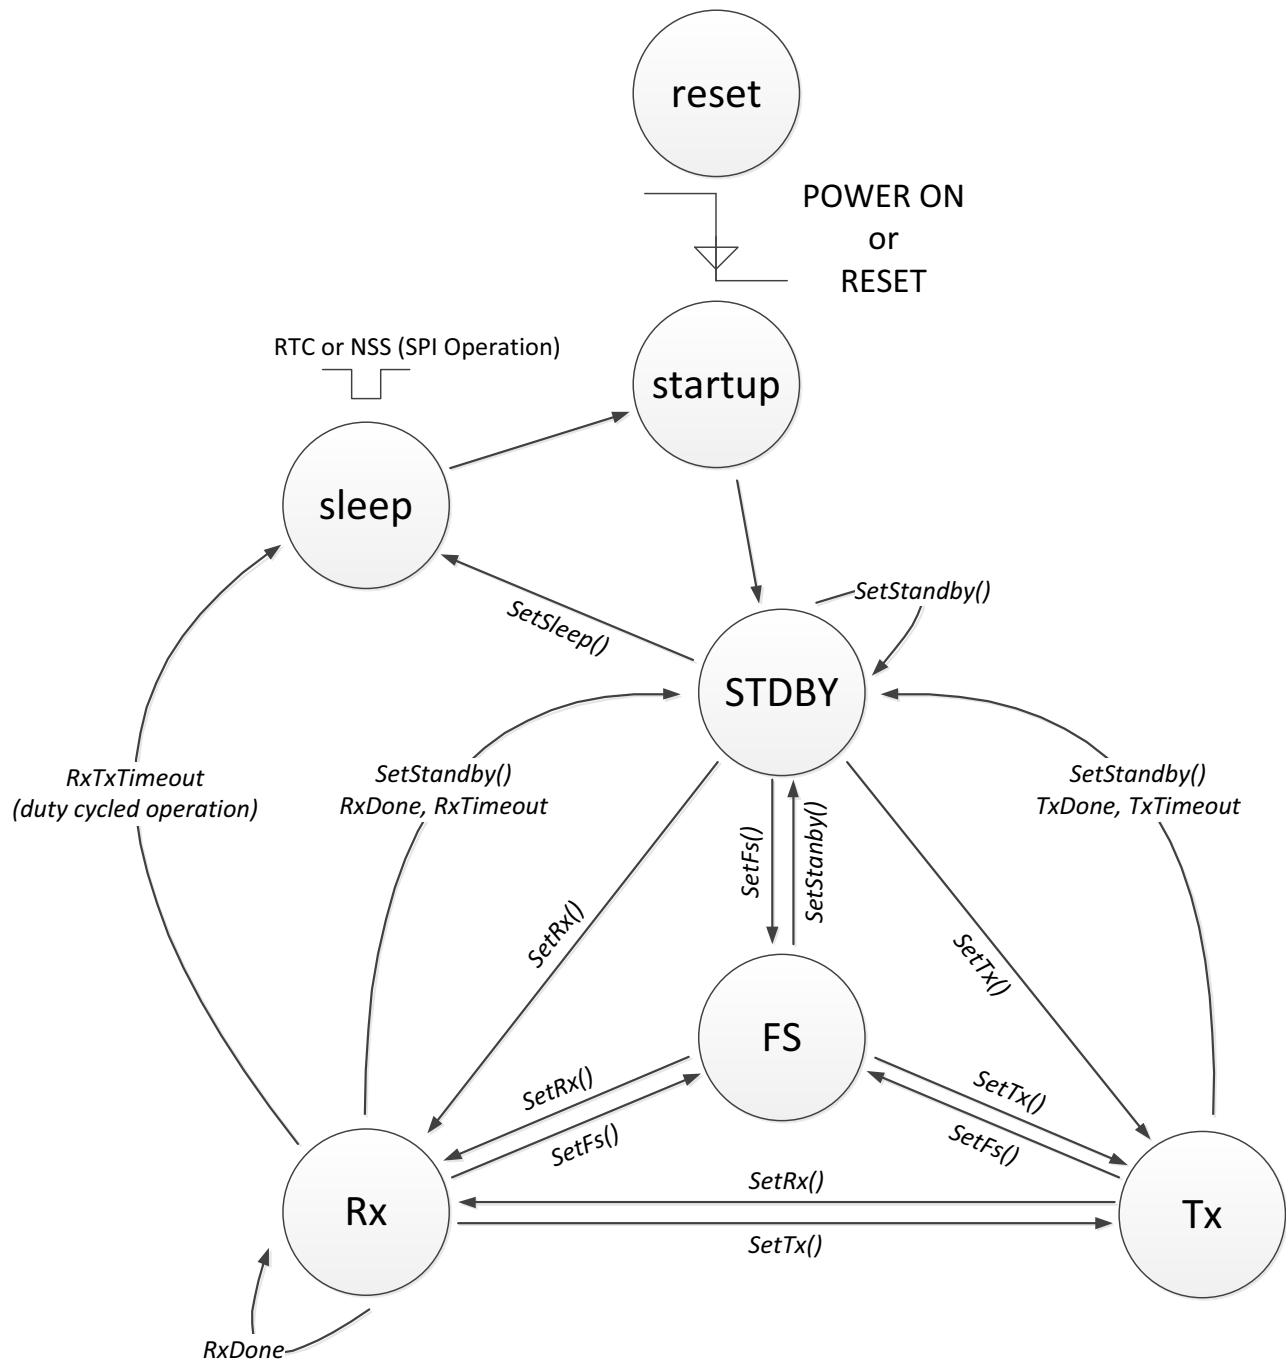 reset
POWER ON
or
RESET
RTC or NSS (SPI Operation)
startup
sleep
SetStandby()
SetSleep()
STDBY
RxTxTimeout
(duty cycled operation)
SetStandby()
RxDone, RxTimeout
SetStandby()
TxDone, TxTimeout
SetFs()
SetStanby()
SetRx()
SetTx()
FS
SetRx()
SetFs()
SetTx()
SetFs()
SetRx()
Rx
Tx
SetTx()
RxDone